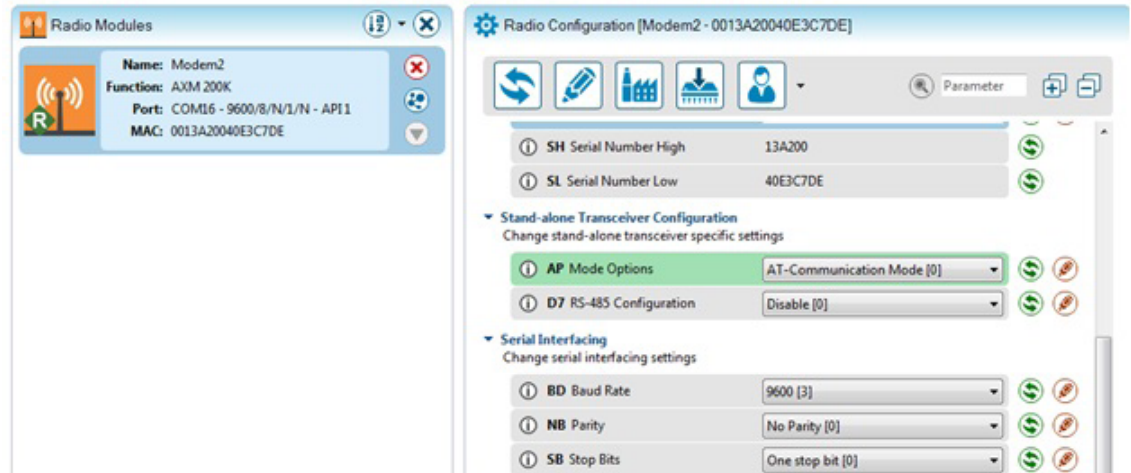 Radio Modules
Name: Modem2
Function: AXM 200K
Port: COM16 - 9600/8/N/1/N - API 1
MAC: 0013A20040E3C7DE
R
Radio Configuration [Modem2 - 0013A20040E3C7DE]
Parameter
SH Serial Number High 13A200
SL Serial Number Low 40E3C7DE
Stand-alone Transceiver Configuration
Change stand-alone transceiver specific settings
AP Mode Options AT-Communication Mode [0]
D7 RS-485 Configuration Disable [0]
Serial Interfacing
Change serial interfacing settings
BD Baud Rate 9600 [3]
NB Parity No Parity [0]
SB Stop Bits One stop bit [0]